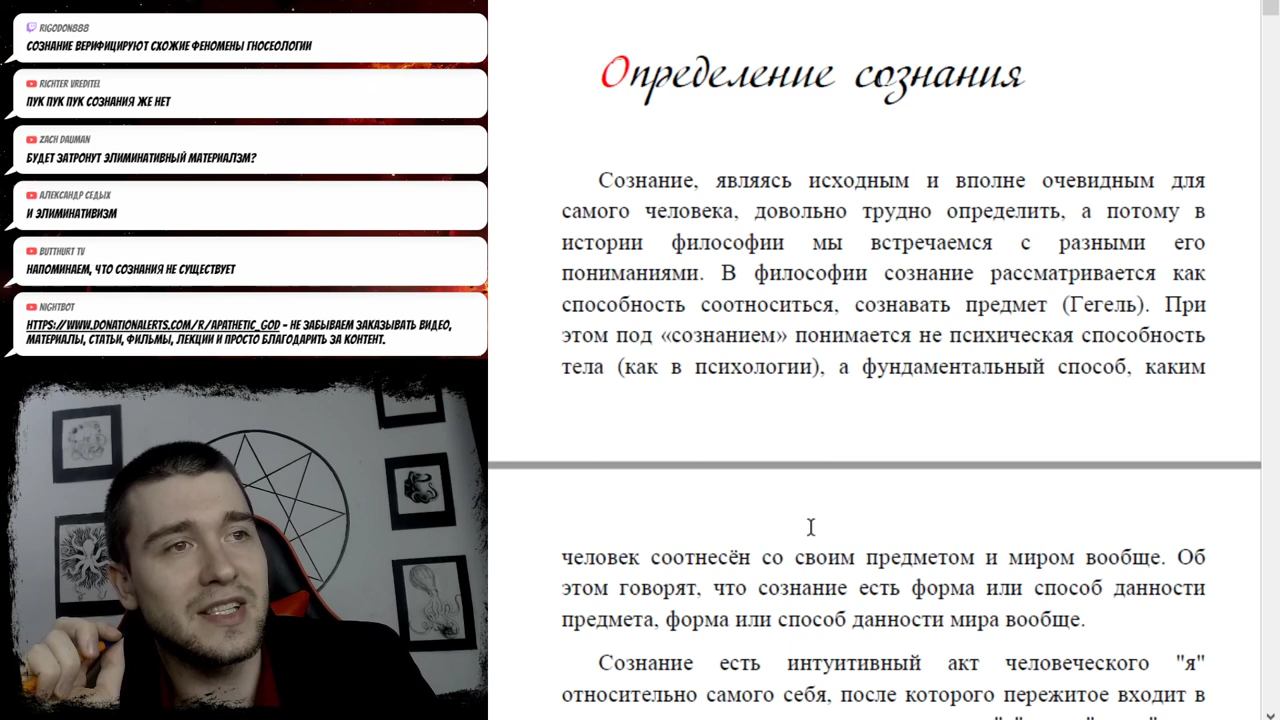 RIGODON888
СОЗНАНИЕ ВЕРИФИЦИРУЮТ СХОЖИЕ ФЕНОМЕНЫ ГНОСЕОЛОГИИ
RICHTER VREDITEL
ПУК ПУК ПУК СОЗНАНИЯ ЖЕ НЕТ
ZACH DAUMAN
БУДЕТ ЗАТРОНУТ ЭЛИМИНАТИВНЫЙ МАТЕРИАЛЗМ?
АЛЕКСАНДР СЕДЫХ
И ЭЛИМИНАТИВИЗМ
BUTTHURT TV
НАПОМИНАЕМ, ЧТО СОЗНАНИЯ НЕ СУЩЕСТВУЕТ
NIGHTBOT
HTTPS://WWW.DONATIONALERTS.COM/R/APATHETIC_GOD - НЕ ЗАБЫВАЕМ ЗАКАЗЫВАТЬ ВИДЕО,
МАТЕРИАЛЫ, СТАТЬИ, ФИЛЬМЫ, ЛЕКЦИИ И ПРОСТО БЛАГОДАРИТЬ ЗА КОНТЕНТ.
Определение сознания
Сознание, являясь исходным и вполне очевидным для
самого человека, довольно трудно определить, а потому в
истории философии мы встречаемся с разными его
пониманиями. В философии сознание рассматривается как
способность соотноситься, сознавать предмет (Гегель). При
этом под «сознанием» понимается не психическая способность
тела (как в психологии), а фундаментальный способ, каким
человек соотнесён со своим предметом и миром вообще. Об
этом говорят, что сознание есть форма или способ данности
предмета, форма или способ данности мира вообще.
Сознание есть интуитивный акт человеческого "я"
относительно самого себя, после которого пережитое входит в